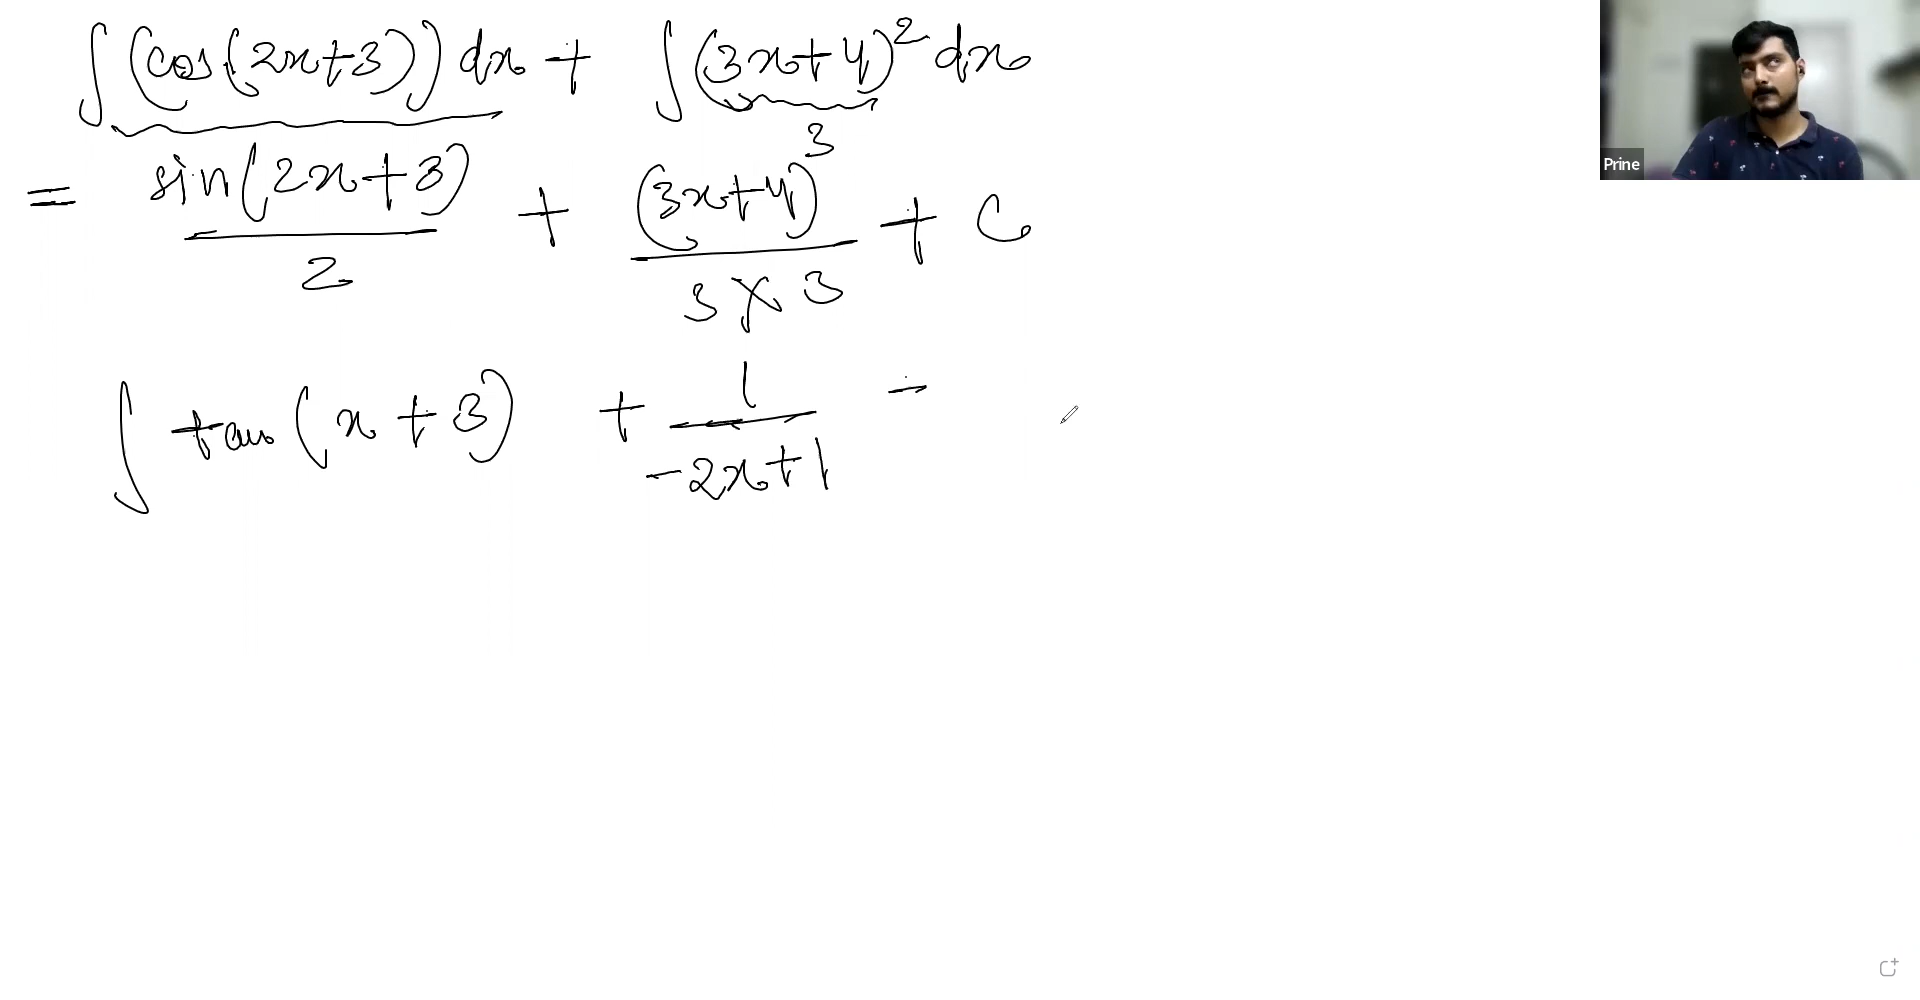 ∫(cos(2x+3))dx + ∫(3x+4)² dx
= sin(2x+3)/2 + (3x+4)³/3×3 + C
∫ tan(x+3) + 1/-2x+1 -
Prine